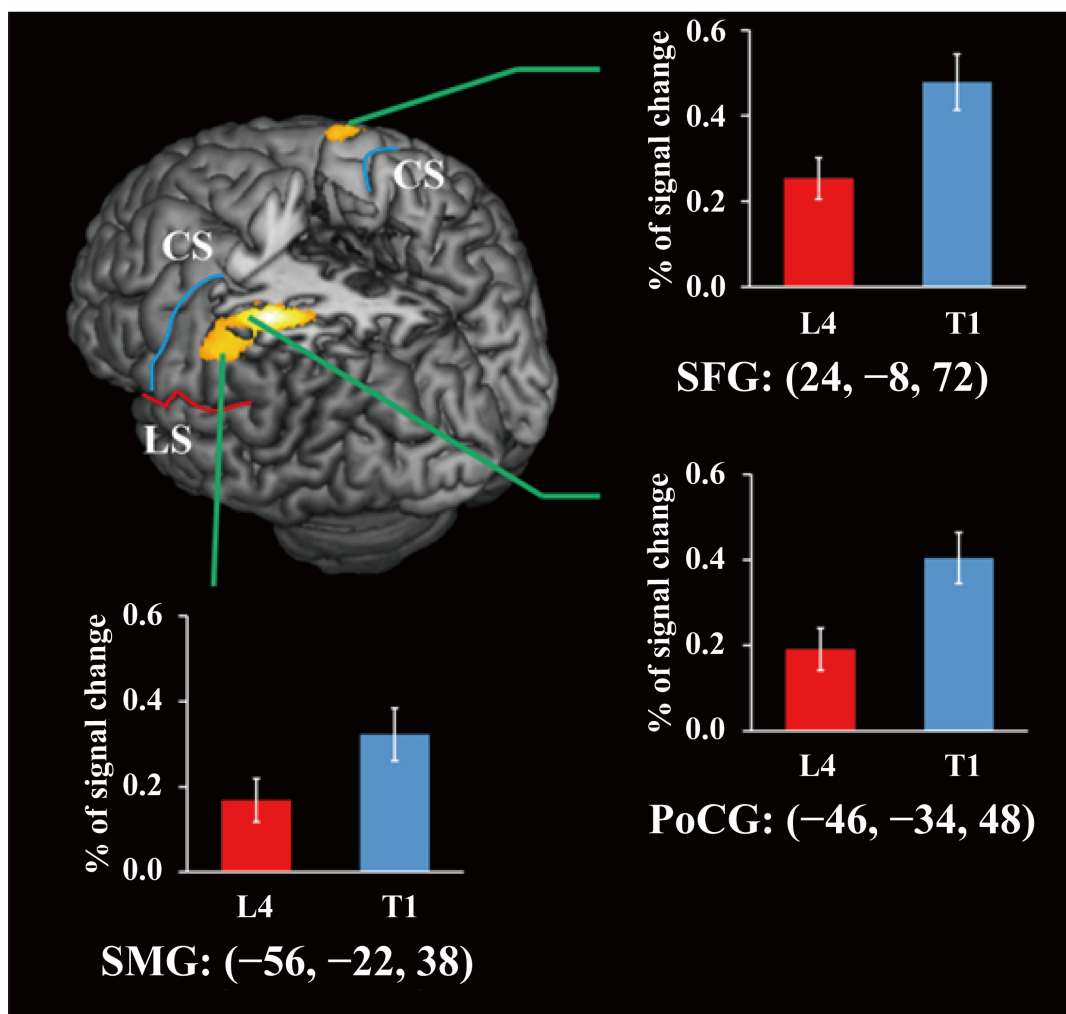 CS
CS
LS
% of signal change
0.6
0.4
0.2
0.0
L4 T1
SFG: (24, −8, 72)
% of signal change
0.6
0.4
0.2
0.0
L4 T1
PoCG: (−46, −34, 48)
% of signal change
0.6
0.4
0.2
0.0
L4 T1
SMG: (−56, −22, 38)